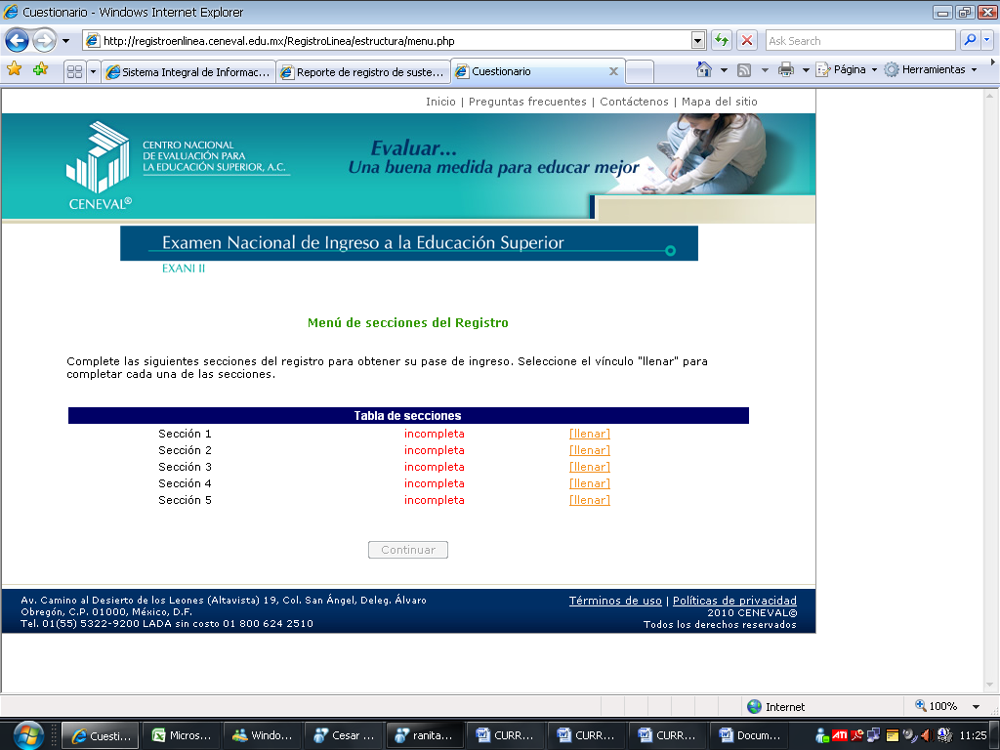 Cuestionario - Windows Internet Explorer
http://registroenlinea.ceneval.edu.mx/RegistroLinea/estructura/menu.php
Ask Search
Sistema Integral de Informac...
Reporte de registro de suste...
Cuestionario
Página
Herramientas
Inicio | Preguntas frecuentes | Contáctenos | Mapa del sitio
CENTRO NACIONAL
DE EVALUACIÓN PARA
LA EDUCACIÓN SUPERIOR, A.C.
CENEVAL®
Evaluar...
Una buena medida para educar mejor
Examen Nacional de Ingreso a la Educación Superior
EXANI II
Menú de secciones del Registro
Complete las siguientes secciones del registro para obtener su pase de ingreso. Seleccione el vínculo "llenar" para
completar cada una de las secciones.
Tabla de secciones
Sección 1 incompleta [llenar]
Sección 2 incompleta [llenar]
Sección 3 incompleta [llenar]
Sección 4 incompleta [llenar]
Sección 5 incompleta [llenar]
Continuar
Av. Camino al Desierto de los Leones (Altavista) 19, Col. San Ángel, Deleg. Álvaro
Obregón, C.P. 01000, México, D.F.
Tel. 01(55) 5322-9200 LADA sin costo 01 800 624 2510
Términos de uso | Políticas de privacidad
2010 CENEVAL©
Todos los derechos reservados
Internet
100%
Cuesti...
Micros...
Windo...
Cesar ...
ranita...
CURR...
CURR...
CURR...
Docum...
ATI
11:25